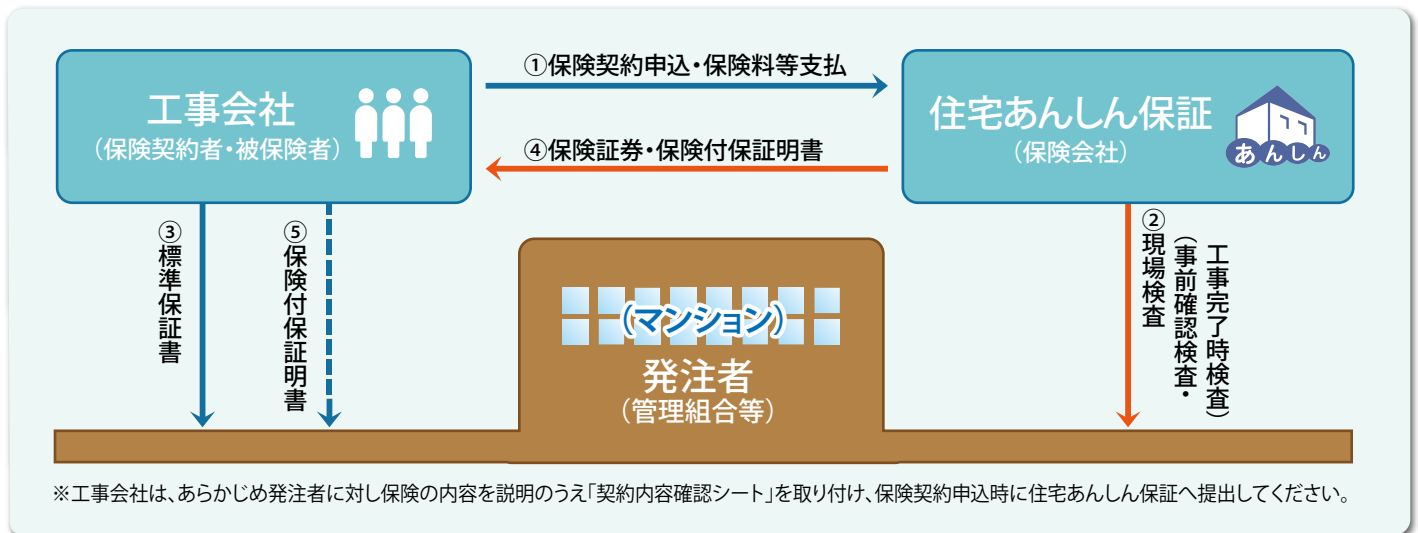 工事会社
（保険契約者・被保険者）
①保険契約申込・保険料等支払
④保険証券・保険付保証明書
住宅あんしん保証
（保険会社）
あんしん
③標準保証書
⑤保険付保証明書
②現場検査
（事前確認検査・
工事完了時検査）
（マンション）
発注者
（管理組合等）
※工事会社は、あらかじめ発注者に対し保険の内容を説明のうえ「契約内容確認シート」を取り付け、保険契約申込時に住宅あんしん保証へ提出してください。